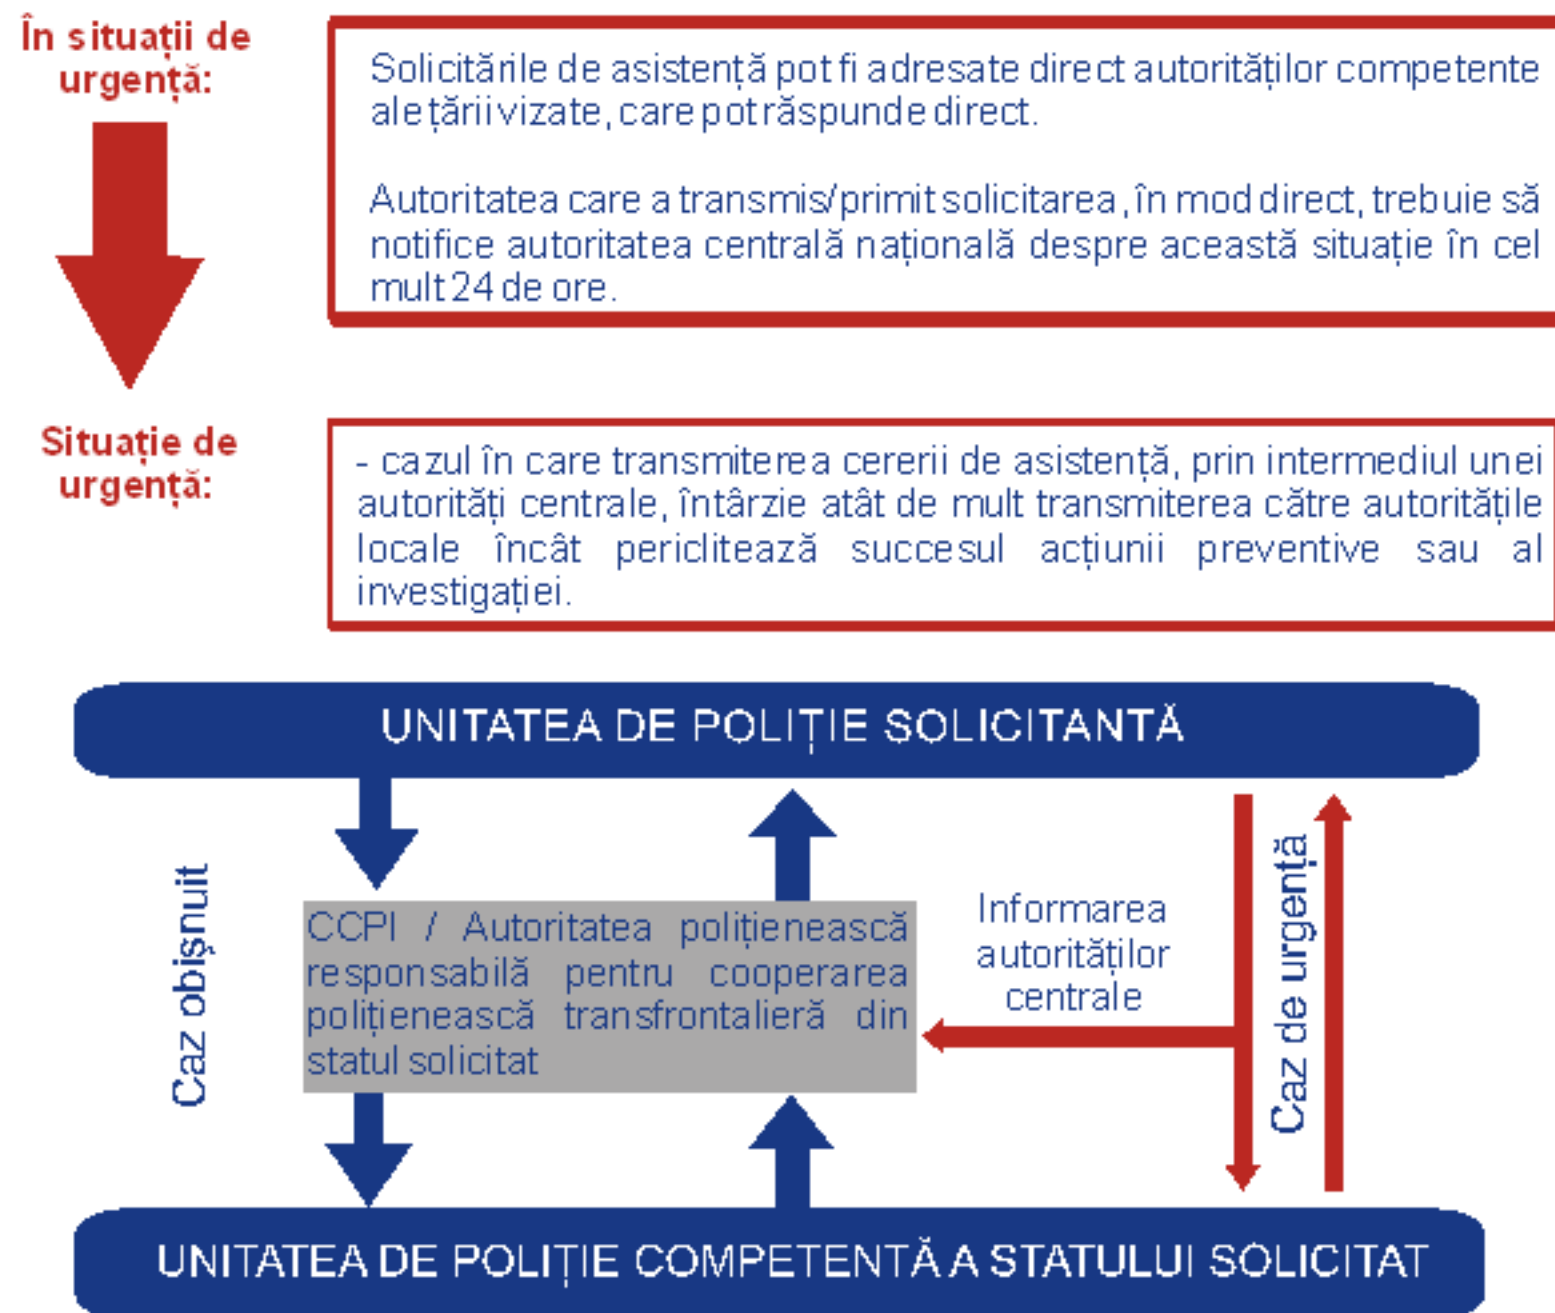 În situații de
urgență:
Solicitările de asistență pot fi adresate direct autorităților competente
ale țării vizate, care pot răspunde direct.
Autoritatea care a transmis/primit solicitarea, în mod direct, trebuie să
notifice autoritatea centrală națională despre această situație în cel
mult 24 de ore.
Situație de
urgență:
- cazul în care transmiterea cererii de asistență, prin intermediul unei
autorități centrale, întârzie atât de mult transmiterea către autoritățile
locale încât periclitează succesul acțiunii preventive sau al
investigației.
UNITATEA DE POLIȚIE SOLICITANTĂ
Caz obișnuit
CCPI / Autoritatea polițienească
responsabilă pentru cooperarea
polițienească transfrontalieră din
statul solicitat
Informarea
autorităților
centrale
Caz de urgență
UNITATEA DE POLIȚIE COMPETENTĂ A STATULUI SOLICITAT